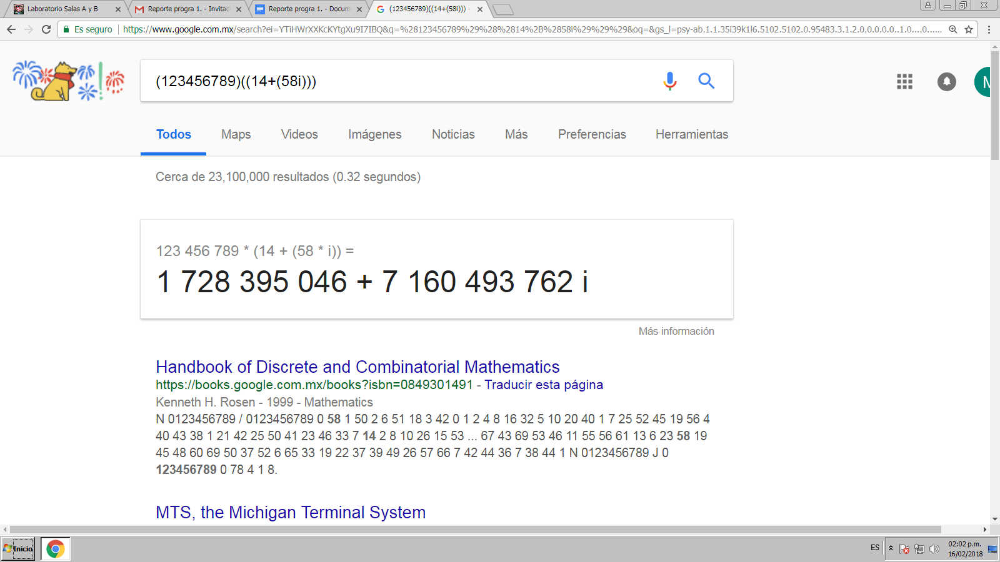 Laboratorio Salas A y B
Reporte progra 1. - Invitac
Reporte progra 1. - Docum
(123456789)((14+(58i))) -
Es seguro
https://www.google.com.mx/search?ei=YTiHWrXXKcKYtgXu9I7IBQ&q=%28123456789%29%28%2814%2B%2858i%29%29%29&oq=&gs_l=psy-ab.1.1.35i39k1l6.5102.5102.0.95483.3.1.2.0.0.0.0.0..1.0....0......
(123456789)((14+(58i)))
M
Todos Maps Videos Imágenes Noticias Más Preferencias Herramientas
Cerca de 23,100,000 resultados (0.32 segundos)
123 456 789 * (14 + (58 * i)) =
1 728 395 046 + 7 160 493 762 i
Más información
Handbook of Discrete and Combinatorial Mathematics
https://books.google.com.mx/books?isbn=0849301491 - Traducir esta página
Kenneth H. Rosen - 1999 - Mathematics
N 0123456789 / 0123456789 0 58 1 50 2 6 51 18 3 42 0 1 2 4 8 16 32 5 10 20 40 1 7 25 52 45 19 56 4
40 43 38 1 21 42 25 50 41 23 46 33 7 14 2 8 10 26 15 53 ... 67 43 69 53 46 11 55 56 61 13 6 23 58 19
45 48 60 69 50 37 52 6 65 33 19 22 37 39 49 26 57 66 7 42 44 36 7 38 44 1 N 0123456789 J 0
123456789 0 78 4 1 8.
MTS, the Michigan Terminal System
Inicio
ES
02:02 p.m.
16/02/2018